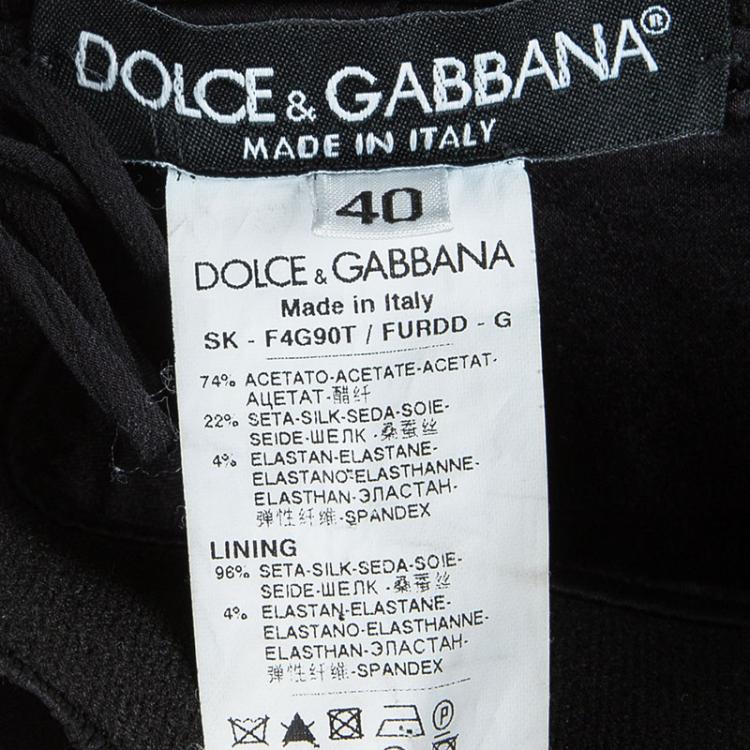 DOLCE & GABBANA®
MADE IN ITALY
40
DOLCE & GABBANA
Made in Italy
SK - F4G90T / FURDD - G
74% ACETATO-ACETATE-ACETAT-
АЦЕТАТ-醋纤
22% SETA-SILK-SEDA-SOIE-
SEIDE-ШЕЛК-桑蚕丝
4% ELASTAN-ELASTANE-
ELASTANO-ELASTHANNE-
ELASTHAN-ЭЛАСТАН-
弹性纤维-SPANDEX
LINING
96% SETA-SILK-SEDA-SOIE-
SEIDE-ШЕЛК-桑蚕丝
4% ELASTAN-ELASTANE-
ELASTANO-ELASTHANNE-
ELASTHAN-ЭЛАСТАН-
弹性纤维-SPANDEX
P